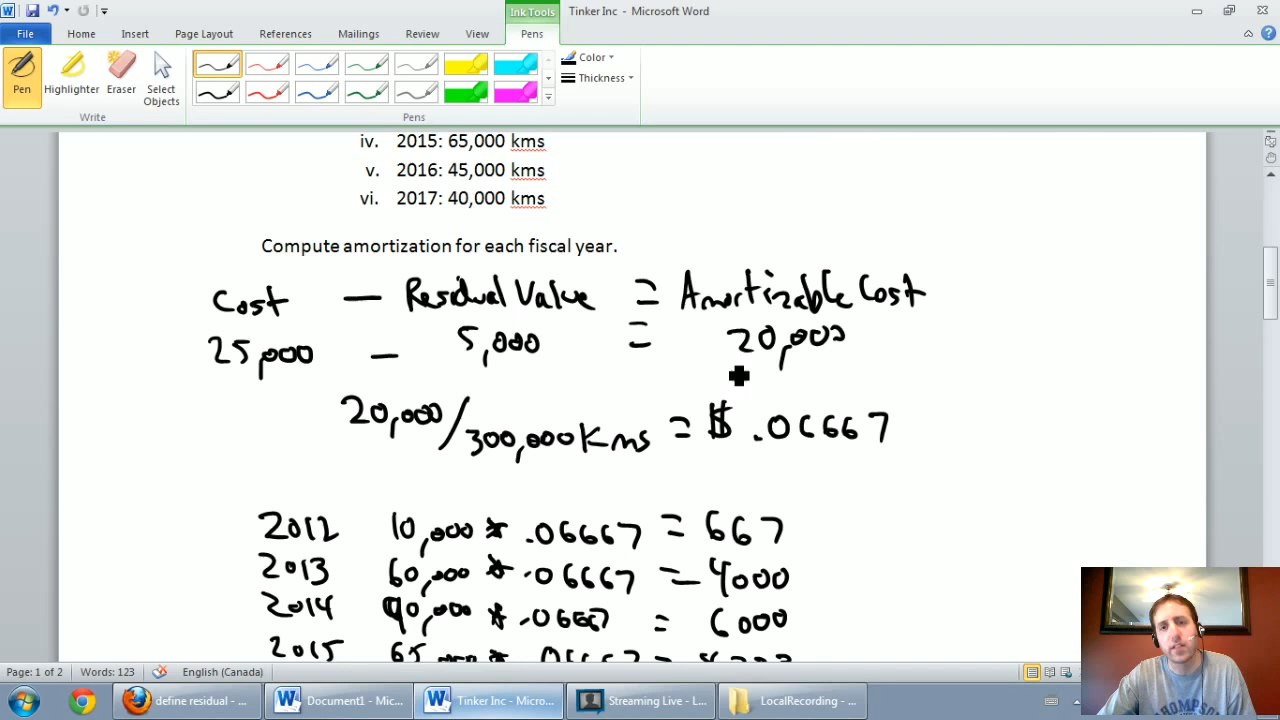 Ink Tools
Tinker Inc - Microsoft Word
File Home Insert Page Layout References Mailings Review View Pens
Pen Highlighter Eraser Select Objects
Color
Thickness
Write Pens
iv. 2015: 65,000 kms
v. 2016: 45,000 kms
vi. 2017: 40,000 kms
Compute amortization for each fiscal year.
Cost — Residual Value = Amortizable Cost
25,000 — 5,000 = 20,000
20,000/300,000 Kms = $ .06667
2012 10,000 * .06667 = 667
2013 60,000 * .06667 = 4000
2014 90,000 * .0667 = 6000
2015 65
Page: 1 of 2 Words: 123 English (Canada)
define residual - ... Document1 - Mic... Tinker Inc - Micro... Streaming Live - L... LocalRecording - ...
THOMPSON